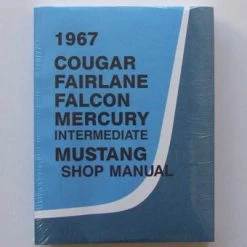 1967
COUGAR
FAIRLANE
FALCON
MERCURY
INTERMEDIATE
MUSTANG
SHOP MANUAL